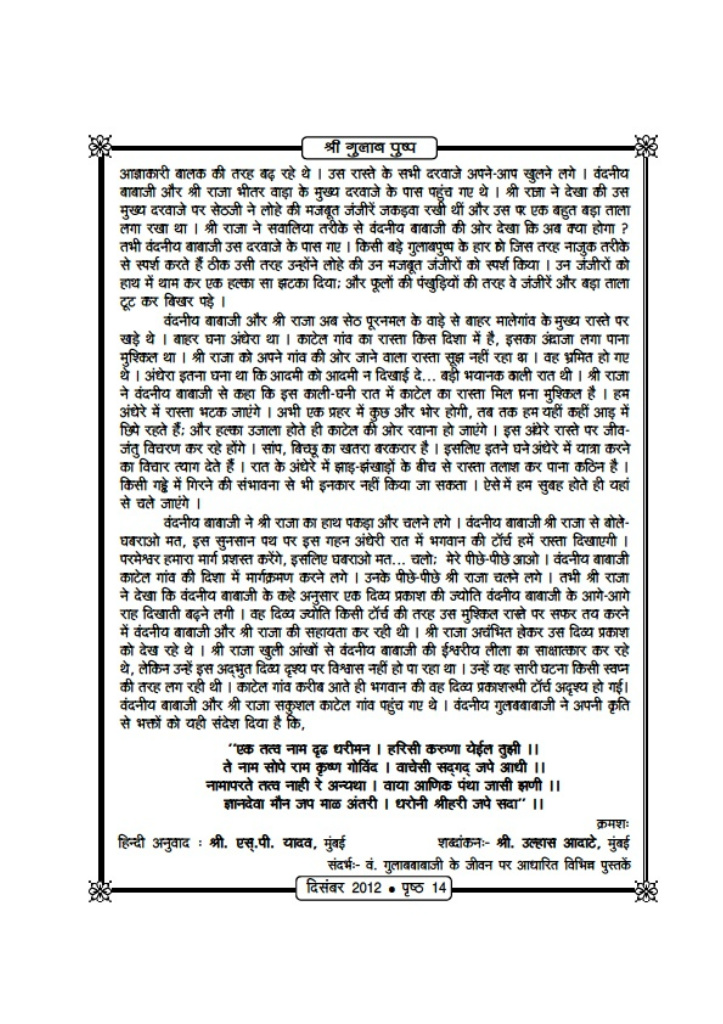 श्री गुलाब पुष्प
आज्ञाकारी बालक की तरह बढ़ रहे थे । उस रास्ते के सभी दरवाजे अपने-आप खुलने लगे । वंदनीय
बाबाजी और श्री राजा भीतर वाड़ा के मुख्य दरवाजे के पास पहुंच गए थे । श्री राजा ने देखा की उस
मुख्य दरवाजे पर सेठजी ने लोहे की मजबूत जंजीरें जकड़वा रखी थीं और उस पर एक बहुत बड़ा ताला
लगा रखा था । श्री राजा ने सवालिया तरीके से वंदनीय बाबाजी की ओर देखा कि अब क्या होगा ?
तभी वंदनीय बाबाजी उस दरवाजे के पास गए । किसी बड़े गुलाबपुष्प के हार को जिस तरह नाजुक तरीके
से स्पर्श करते हैं ठीक उसी तरह उन्होंने लोहे की उन मजबूत जंजीरों को स्पर्श किया । उन जंजीरों को
हाथ में थाम कर एक हल्का सा झटका दिया; और फूलों की पंखुड़ियों की तरह वे जंजीरें और बड़ा ताला
टूट कर बिखर पड़े ।
वंदनीय बाबाजी और श्री राजा अब सेठ पूरनमल के वाड़े से बाहर मालेगांव के मुख्य रास्ते पर
खड़े थे । बाहर घना अंधेरा था । काटेल गांव का रास्ता किस दिशा में है, इसका अंदाजा लगा पाना
मुश्किल था । श्री राजा को अपने गांव की ओर जाने वाला रास्ता सूझ नहीं रहा था । वह भ्रमित हो गए
थे । अंधेरा इतना घना था कि आदमी को आदमी न दिखाई दे... बड़ी भयानक काली रात थी । श्री राजा
ने वंदनीय बाबाजी से कहा कि इस काली-घनी रात में काटेल का रास्ता मिल पाना मुश्किल है । हम
अंधेरे में रास्ता भटक जाएंगे । अभी एक प्रहर में कुछ और भोर होगी, तब तक हम यहीं कहीं आड़ में
छिपे रहते हैं; और हल्का उजाला होते ही काटेल की ओर रवाना हो जाएंगे । इस अंधेरे रास्ते पर जीव-
जंतु विचरण कर रहे होंगे । सांप, बिच्छू का खतरा बरकरार है । इसलिए इतने घने अंधेरे में यात्रा करने
का विचार त्याग देते हैं । रात के अंधेरे में झाड़-झंखाड़ों के बीच से रास्ता तलाश कर पाना कठिन है ।
किसी गड्ढे में गिरने की संभावना से भी इनकार नहीं किया जा सकता । ऐसे में हम सुबह होते ही यहां
से चले जाएंगे ।
वंदनीय बाबाजी ने श्री राजा का हाथ पकड़ा और चलने लगे । वंदनीय बाबाजी श्री राजा से बोले-
घबराओ मत, इस सुनसान पथ पर इस गहन अंधेरी रात में भगवान की टॉर्च हमें रास्ता दिखाएगी ।
परमेश्वर हमारा मार्ग प्रशस्त करेंगे, इसलिए घबराओ मत... चलो; मेरे पीछे-पीछे आओ । वंदनीय बाबाजी
काटेल गांव की दिशा में मार्गक्रमण करने लगे । उनके पीछे-पीछे श्री राजा चलने लगे । तभी श्री राजा
ने देखा कि वंदनीय बाबाजी के कहे अनुसार एक दिव्य प्रकाश की ज्योति वंदनीय बाबाजी के आगे-आगे
राह दिखाती बढ़ने लगी । वह दिव्य ज्योति किसी टॉर्च की तरह उस मुश्किल रास्ते पर सफर तय करने
में वंदनीय बाबाजी और श्री राजा की सहायता कर रही थी । श्री राजा अचंभित होकर उस दिव्य प्रकाश
को देख रहे थे । श्री राजा खुली आंखों से वंदनीय बाबाजी की ईश्वरीय लीला का साक्षात्कार कर रहे
थे, लेकिन उन्हें इस अद्भुत दिव्य दृश्य पर विश्वास नहीं हो पा रहा था । उन्हें यह सारी घटना किसी स्वप्न
की तरह लग रही थी । काटेल गांव करीब आते ही भगवान की वह दिव्य प्रकाशरूपी टॉर्च अदृश्य हो गई।
वंदनीय बाबाजी और श्री राजा सकुशल काटेल गांव पहुंच गए थे । वंदनीय गुलाबबाबाजी ने अपनी कृति
से भक्तों को यही संदेश दिया है कि,
“एक तत्व नाम दृढ धरीमन । हरिसी करुणा येईल तुझी ।।
ते नाम सोपे राम कृष्ण गोविंद । वाचेसी सद्गद् जपे आधी ।।
नामापरते तत्व नाही रे अन्यथा । वाया आणिक पंथा जासी झणी ।।
ज्ञानदेवा मौन जप माळ अंतरी । धरोनी श्रीहरी जपे सदा” ।।
क्रमशः
हिन्दी अनुवाद : श्री. एस.पी. यादव, मुंबई शब्दांकनः- श्री. उल्हास आदाटे, मुंबई
संदर्भः- वं. गुलाबबाबाजी के जीवन पर आधारित विभिन्न पुस्तकें
दिसंबर 2012 ● पृष्ठ 14